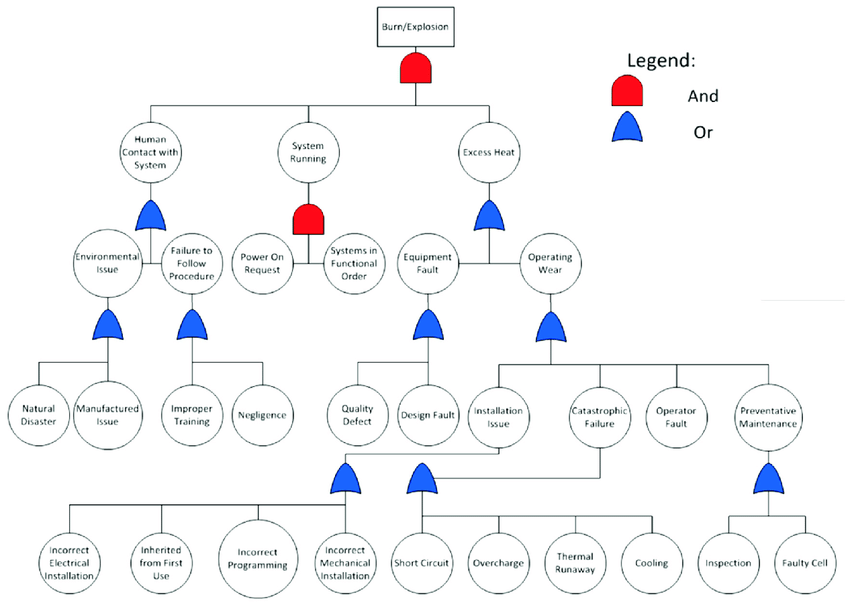 Burn/Explosion
Legend:
And
Or
Human
Contact with
System
System
Running
Excess Heat
Environmental
Issue
Failure to
Follow
Procedure
Power On
Request
Systems in
Functional
Order
Equipment
Fault
Operating
Wear
Natural
Disaster
Manufactured
Issue
Improper
Training
Negligence
Quality
Defect
Design Fault
Installation
Issue
Catastrophic
Failure
Operator
Fault
Preventative
Maintenance
Incorrect
Electrical
Installation
Inherited
from First
Use
Incorrect
Programming
Incorrect
Mechanical
Installation
Short Circuit
Overcharge
Thermal
Runaway
Cooling
Inspection
Faulty Cell